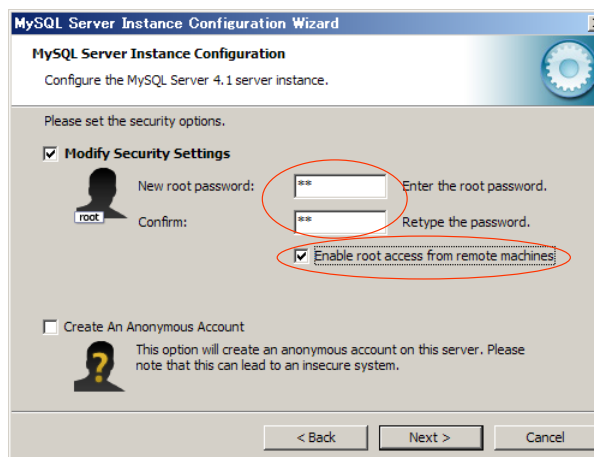 MySQL Server Instance Configuration Wizard
MySQL Server Instance Configuration
Configure the MySQL Server 4.1 server instance.
Please set the security options.
Modify Security Settings
New root password: ** Enter the root password.
root
Confirm: ** Retype the password.
Enable root access from remote machines
Create An Anonymous Account
This option will create an anonymous account on this server. Please
note that this can lead to an insecure system.
< Back Next > Cancel